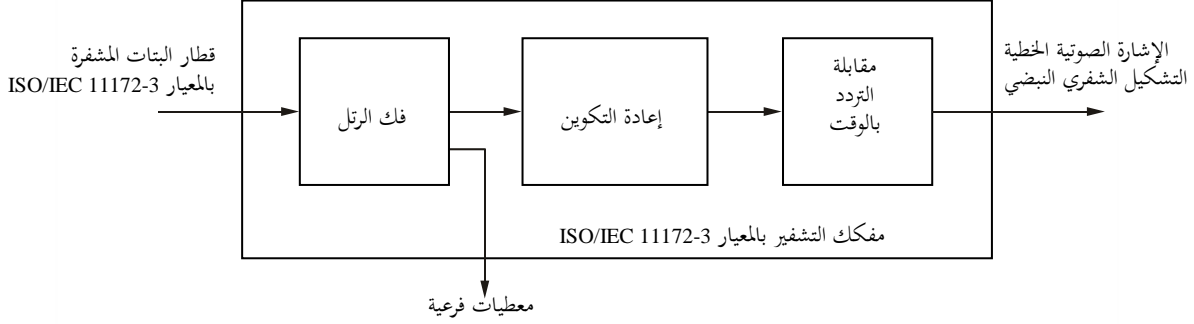 قطار البتات المشفرة
بالمعيار ISO/IEC 11172-3
فك الرتل
إعادة التكوين
مقابلة
التردد
بالوقت
الإشارة الصوتية الخطية
التشكيل الشفري النبضي
مفكك التشفير بالمعيار ISO/IEC 11172-3
معطيات فرعية